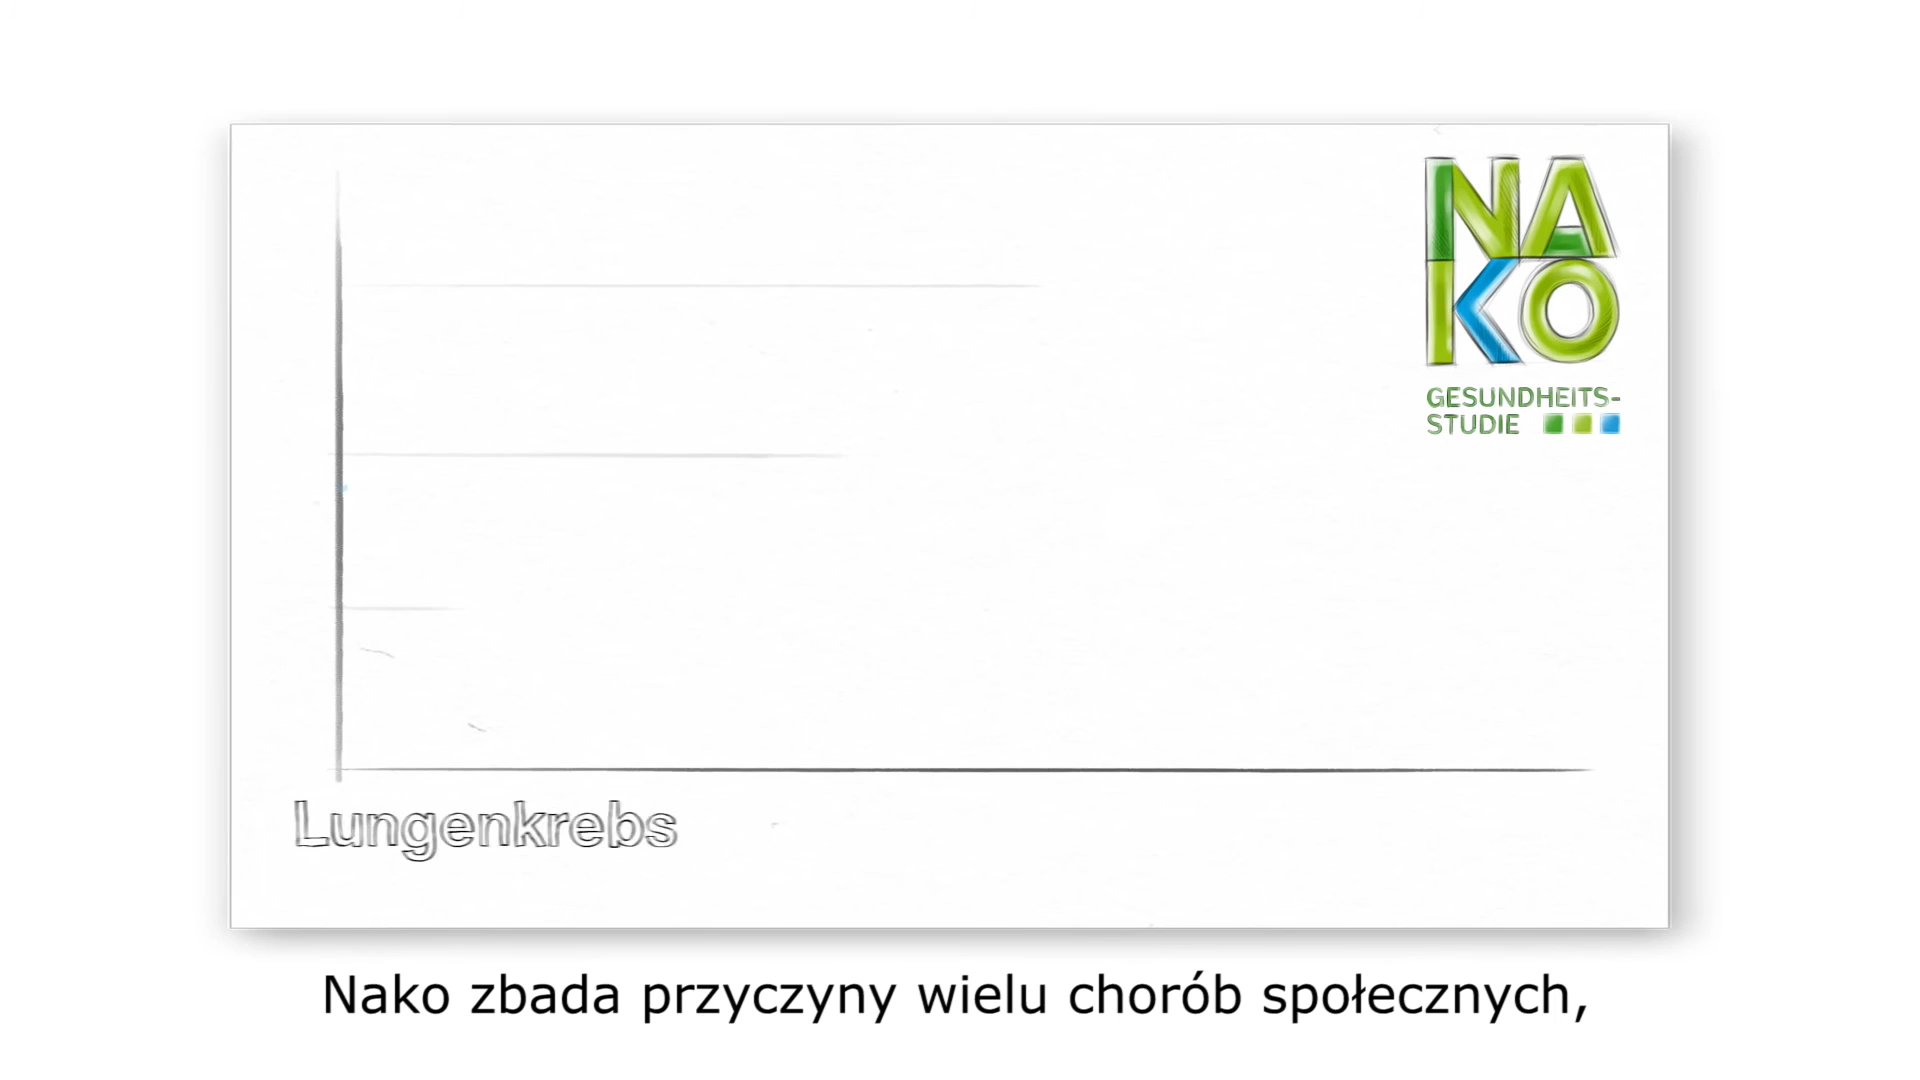 NA
KO
GESUNDHEITS-
STUDIE
Lungenkrebs
Nako zbada przyczyny wielu chorób społecznych,